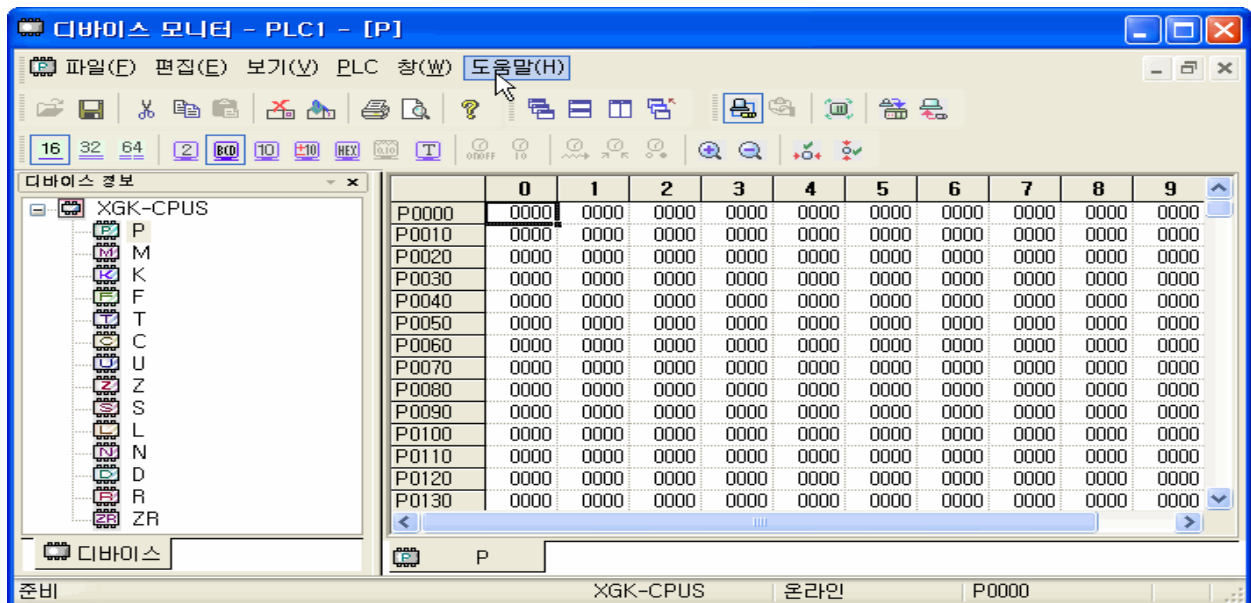 디바이스 모니터 - PLC1 - [P]
파일(F) 편집(E) 보기(V) PLC 창(W) 도움말(H)
16 32 64 2 BCD 10 ±10 HEX 0.10 T
디바이스 정보
XGK-CPUS
P P
M M
K K
F F
T T
C C
U U
Z Z
S S
L L
N N
D D
R R
ZR ZR
디바이스
0 1 2 3 4 5 6 7 8 9
P0000 0000 0000 0000 0000 0000 0000 0000 0000 0000 0000
P0010 0000 0000 0000 0000 0000 0000 0000 0000 0000 0000
P0020 0000 0000 0000 0000 0000 0000 0000 0000 0000 0000
P0030 0000 0000 0000 0000 0000 0000 0000 0000 0000 0000
P0040 0000 0000 0000 0000 0000 0000 0000 0000 0000 0000
P0050 0000 0000 0000 0000 0000 0000 0000 0000 0000 0000
P0060 0000 0000 0000 0000 0000 0000 0000 0000 0000 0000
P0070 0000 0000 0000 0000 0000 0000 0000 0000 0000 0000
P0080 0000 0000 0000 0000 0000 0000 0000 0000 0000 0000
P0090 0000 0000 0000 0000 0000 0000 0000 0000 0000 0000
P0100 0000 0000 0000 0000 0000 0000 0000 0000 0000 0000
P0110 0000 0000 0000 0000 0000 0000 0000 0000 0000 0000
P0120 0000 0000 0000 0000 0000 0000 0000 0000 0000 0000
P0130 0000 0000 0000 0000 0000 0000 0000 0000 0000 0000
P P
준비 XGK-CPUS 온라인 P0000